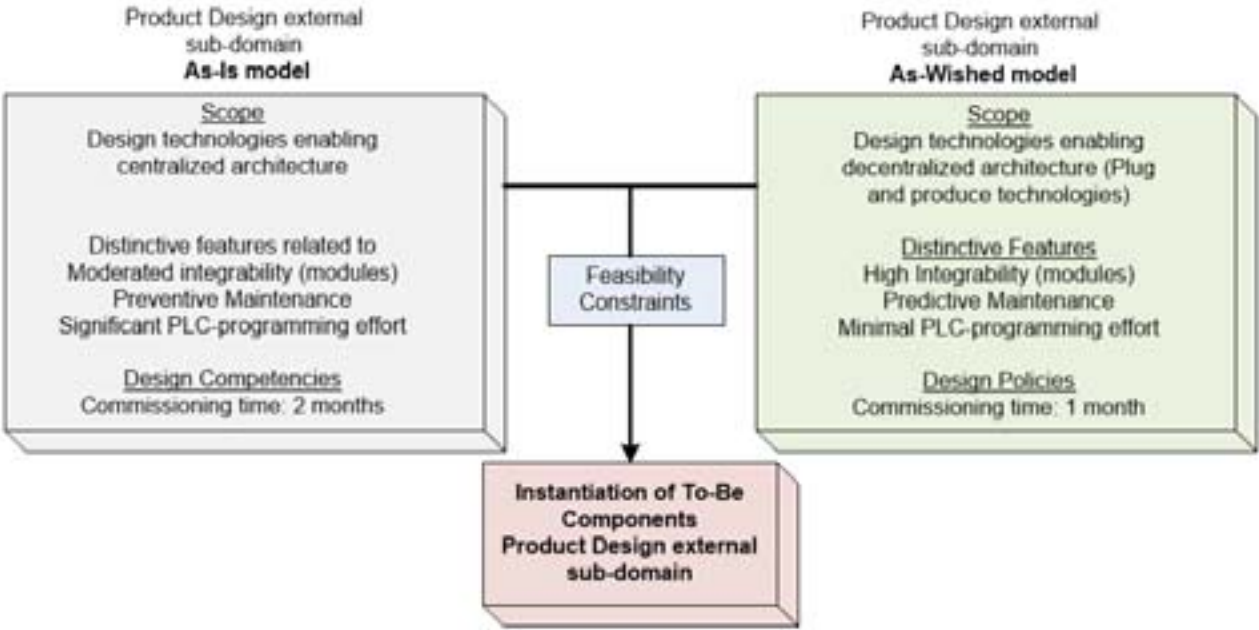 Product Design external
sub-domain
As-Is model
Scope
Design technologies enabling
centralized architecture
Distinctive features related to
Moderated integrability (modules)
Preventive Maintenance
Significant PLC-programming effort
Design Competencies
Commissioning time: 2 months
Product Design external
sub-domain
As-Wished model
Scope
Design technologies enabling
decentralized architecture (Plug
and produce technologies)
Distinctive Features
High Integrability (modules)
Predictive Maintenance
Minimal PLC-programming effort
Design Policies
Commissioning time: 1 month
Feasibility
Constraints
Instantiation of To-Be
Components
Product Design external
sub-domain